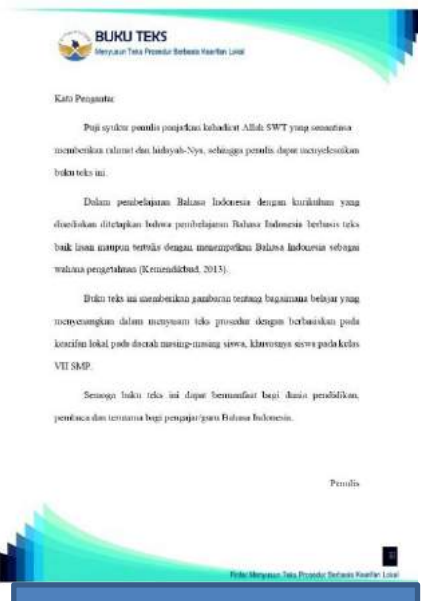 BUKU TEKS
Menyusun Teks Prosedur Berbasis Kearifan Lokal
Kata Pengantar
Puji syukur penulis panjatkan kehadirat Allah SWT yang senantiasa
memberikan rahmat dan hidayah-Nya, sehingga penulis dapat menyelesaikan
buku teks ini.
Dalam pembelajaran Bahasa Indonesia dengan kurikulum yang
disediakan ditetapkan bahwa pembelajaran Bahasa Indonesia berbasis teks
baik lisan maupun tertulis dengan menempatkan Bahasa Indonesia sebagai
wahana pengetahuan (Kemendikbud, 2013).
Buku teks ini memberikan gambaran tentang bagaimana belajar yang
menyenangkan dalam menyusun teks prosedur dengan berbasiskan pada
kearifan lokal pada daerah masing-masing siswa, khususnya siswa pada kelas
VII SMP.
Semoga buku teks ini dapat bermanfaat bagi dunia pendidikan,
pembaca dan terutama bagi pengajar/guru Bahasa Indonesia.
Penulis
Menyusun Teks Prosedur Berbasis Kearifan Lokal